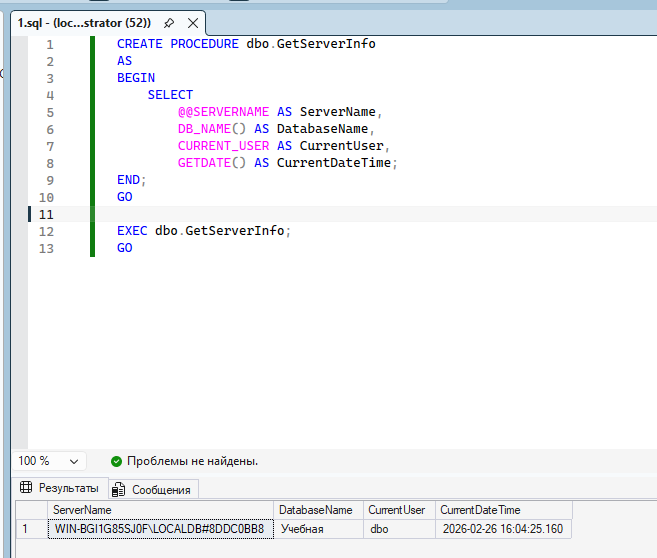 1.sql - (loc...strator (52))
1 CREATE PROCEDURE dbo.GetServerInfo
2 AS
3 BEGIN
4 SELECT
5 @@SERVERNAME AS ServerName,
6 DB_NAME() AS DatabaseName,
7 CURRENT_USER AS CurrentUser,
8 GETDATE() AS CurrentDateTime;
9 END;
10 GO
11
12 EXEC dbo.GetServerInfo;
13 GO
100 % Проблемы не найдены.
Результаты Сообщения
ServerName DatabaseName CurrentUser CurrentDateTime
1 WIN-BGI1G85SJ0F\LOCALDB#8DDC0BB8 Учебная dbo 2026-02-26 16:04:25.160